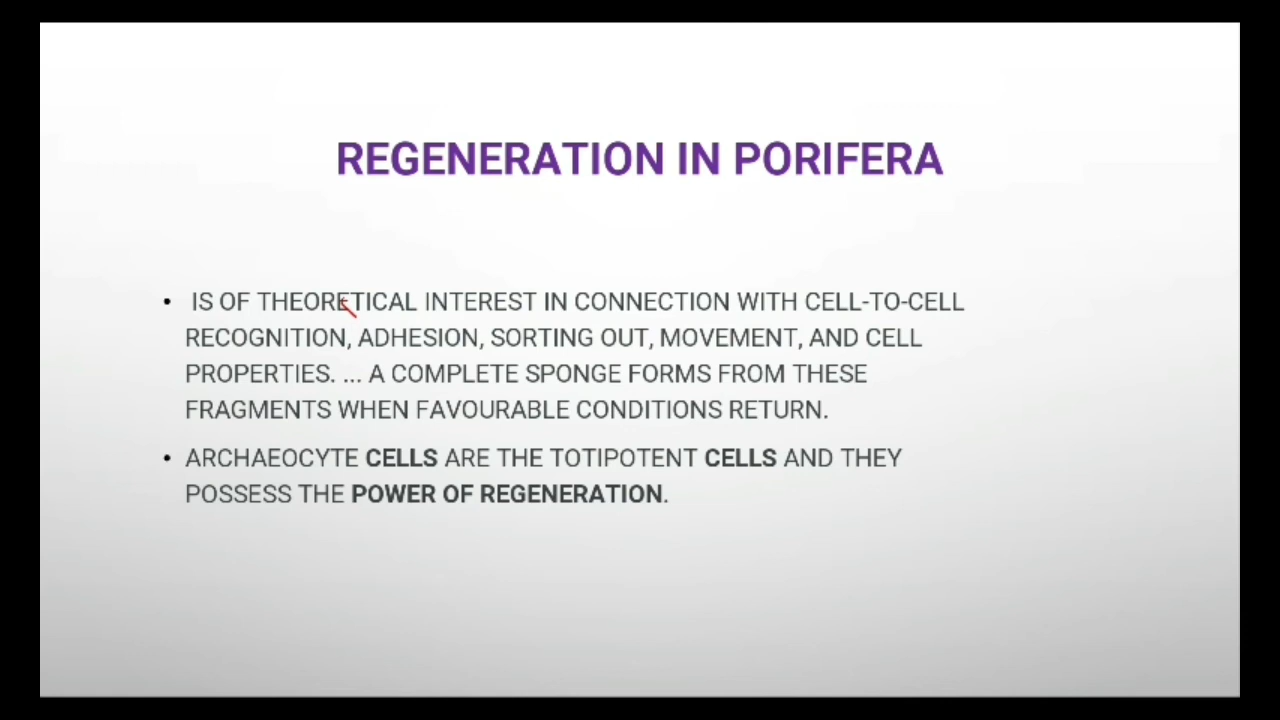 REGENERATION IN PORIFERA
• IS OF THEORETICAL INTEREST IN CONNECTION WITH CELL-TO-CELL
RECOGNITION, ADHESION, SORTING OUT, MOVEMENT, AND CELL
PROPERTIES. ... A COMPLETE SPONGE FORMS FROM THESE
FRAGMENTS WHEN FAVOURABLE CONDITIONS RETURN.
• ARCHAEOCYTE CELLS ARE THE TOTIPOTENT CELLS AND THEY
POSSESS THE POWER OF REGENERATION.